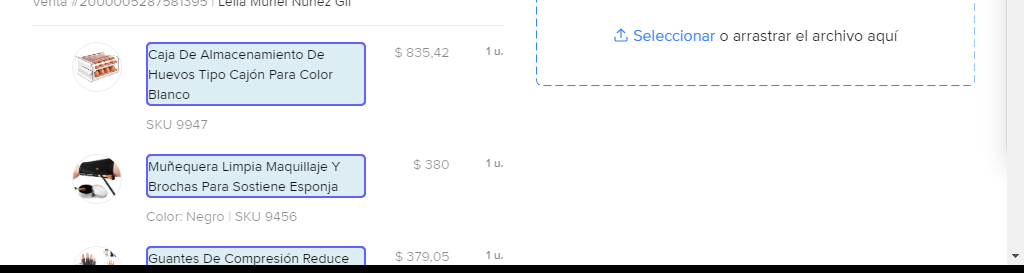 Venta #2000005287581395 | Leila Muriel Nuñez Gil
Caja De Almacenamiento De
Huevos Tipo Cajón Para Color
Blanco
$ 835,42
1 u.
SKU 9947
Muñequera Limpia Maquillaje Y
Brochas Para Sostiene Esponja
$ 380
1 u.
Color: Negro | SKU 9456
Guantes De Compresión Reduce
$ 379,05
1 u.
Seleccionar o arrastrar el archivo aquí